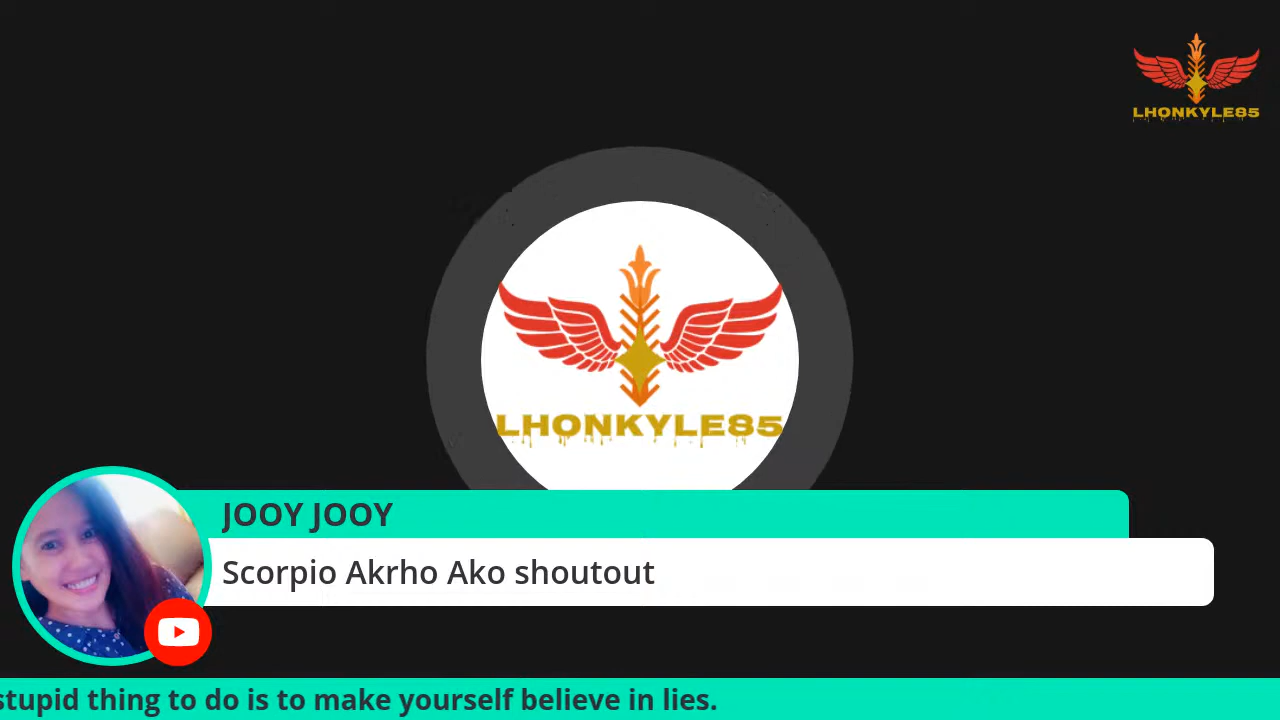 LHONKYLE85
LHONKYLE85
JOOY JOOY
Scorpio Akrho Ako shoutout
stupid thing to do is to make yourself believe in lies.